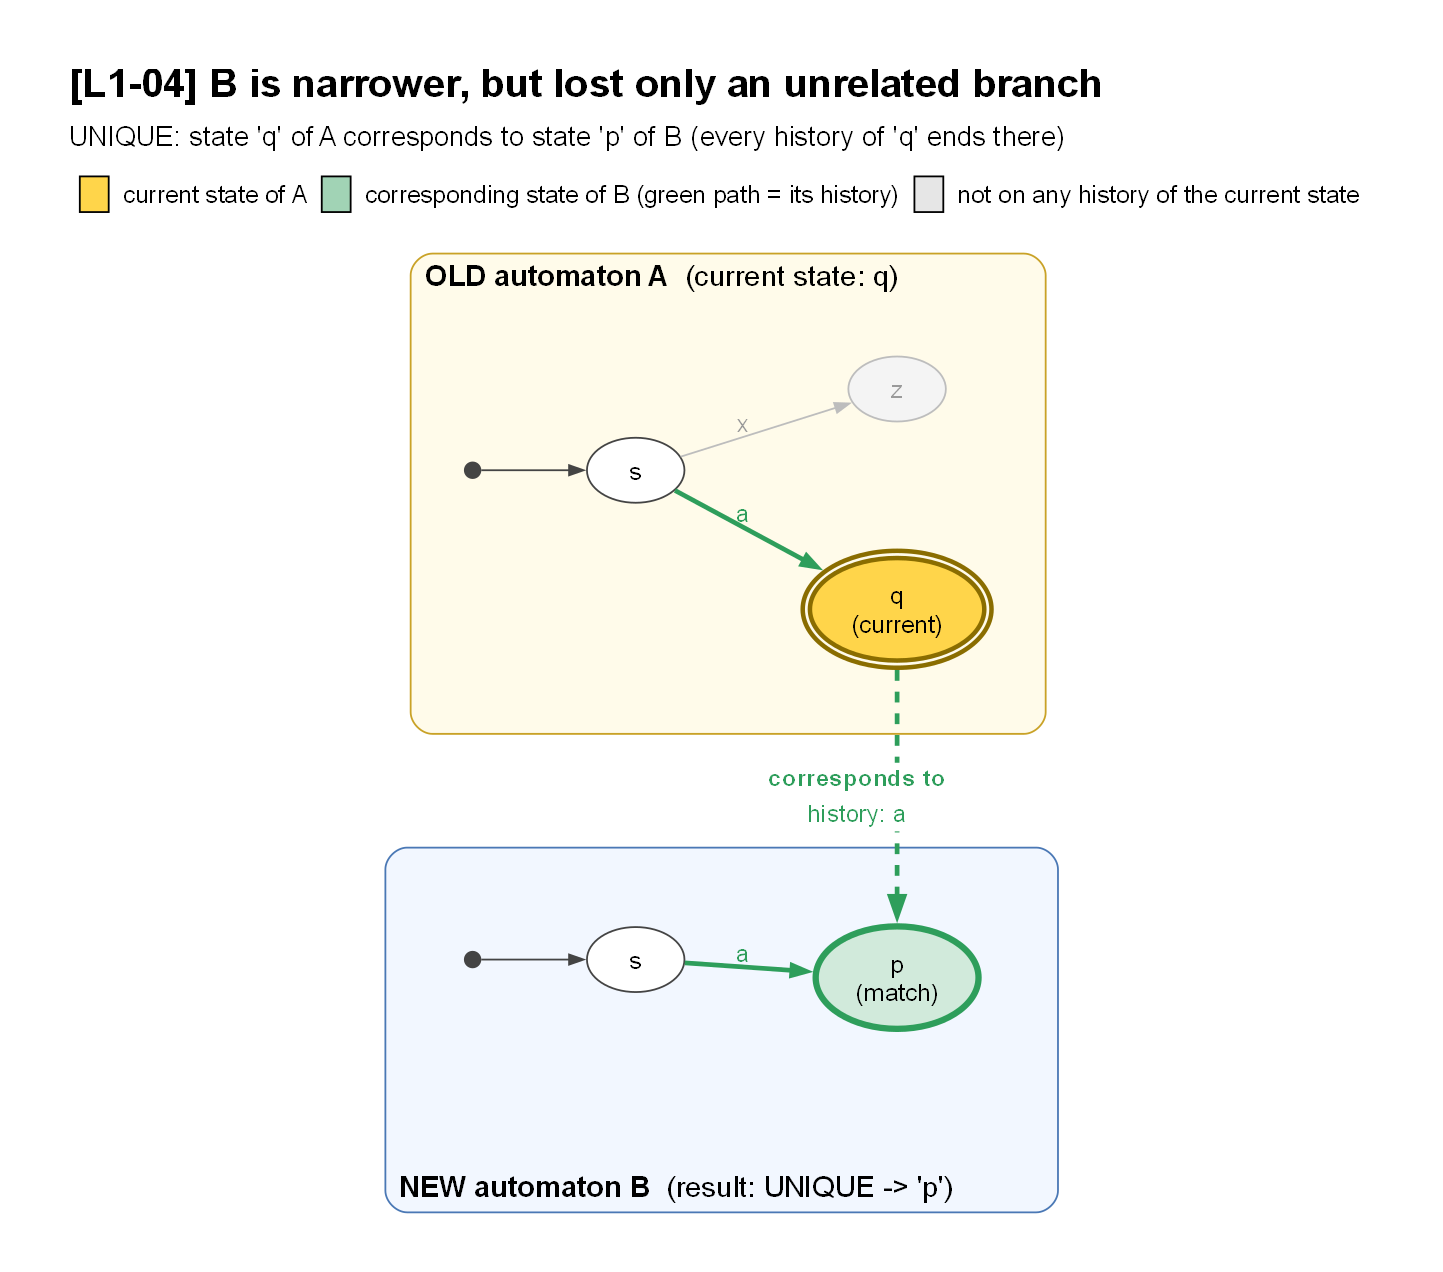 [L1-04] B is narrower, but lost only an unrelated branch
UNIQUE: state 'q' of A corresponds to state 'p' of B (every history of 'q' ends there)
current state of A
corresponding state of B (green path = its history)
not on any history of the current state
OLD automaton A (current state: q)
z
x
s
a
q
(current)
corresponds to
history: a
s
a
p
(match)
NEW automaton B (result: UNIQUE -> 'p')